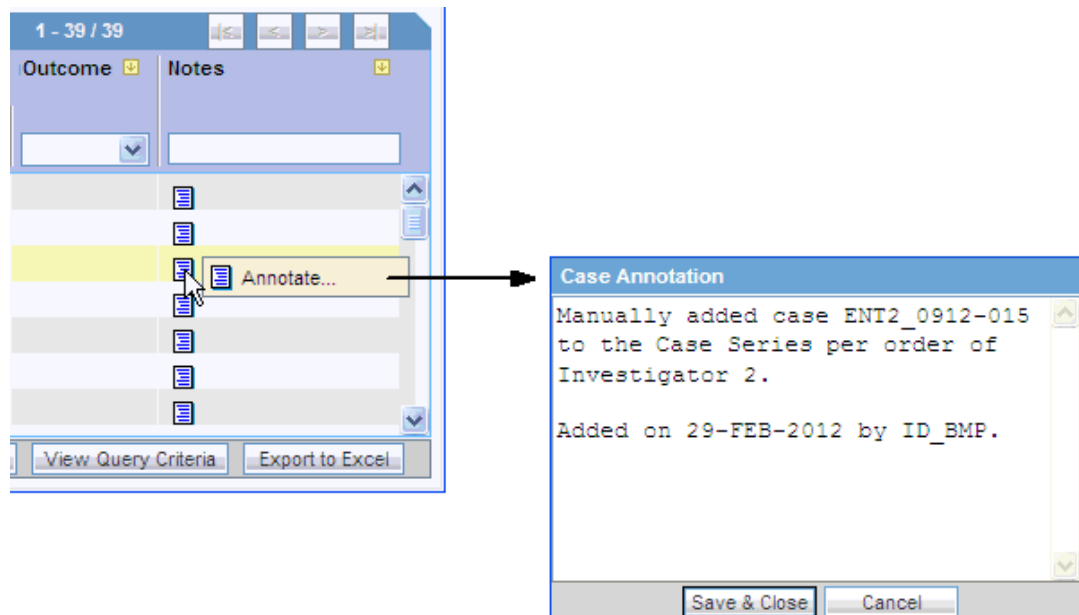 1 - 39 / 39
Outcome
Notes
Annotate...
View Query Criteria
Export to Excel
Case Annotation
Manually added case ENT2_0912-015
to the Case Series per order of
Investigator 2.
Added on 29-FEB-2012 by ID_BMP.
Save & Close
Cancel